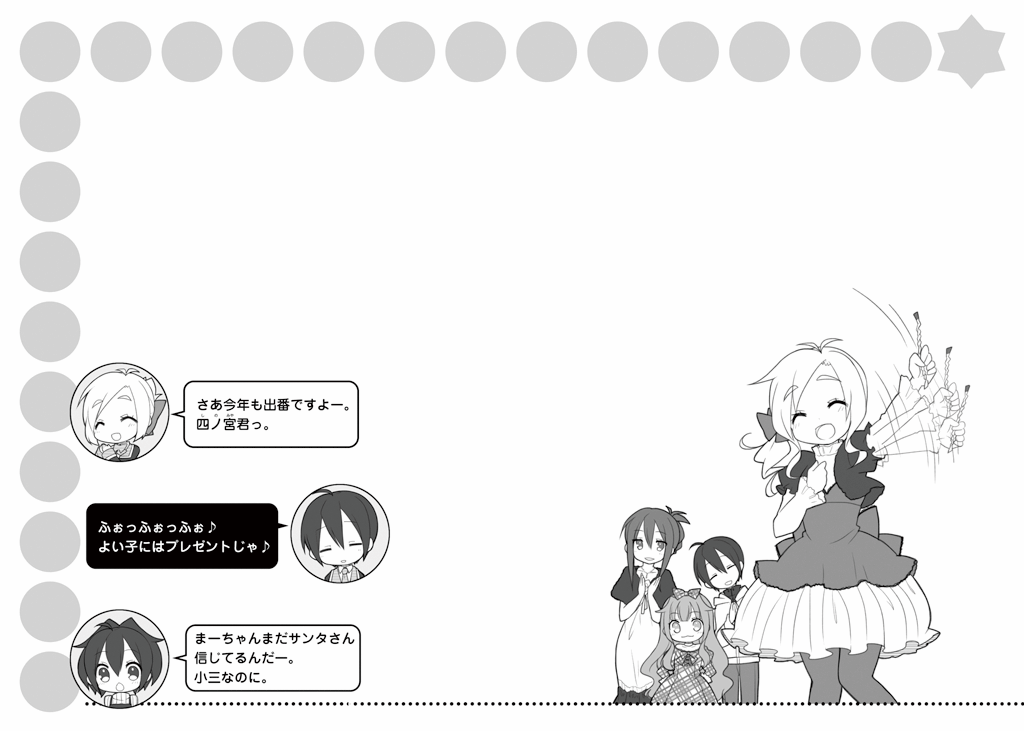 さあ今年も出番ですよー。
四ノ宮君っ。
ふぉっふぉっふぉ♪
よい子にはプレゼントじゃ♪
まーちゃんまだサンタさん
信じてるんだー。
小三なのに。